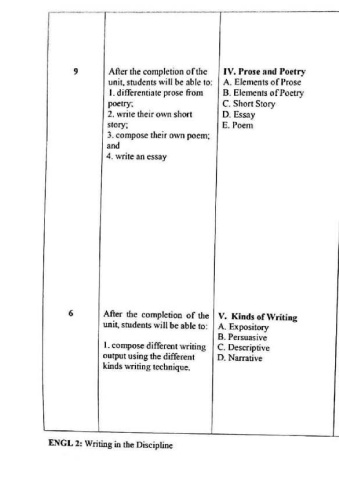 9
After the completion of the
unit, students will be able to:
1. differentiate prose from
poetry;
2. write their own short
story;
3. compose their own poem;
and
4. write an essay
IV. Prose and Poetry
A. Elements of Prose
B. Elements of Poetry
C. Short Story
D. Essay
E. Poem
6
After the completion of the
unit, students will be able to:
1. compose different writing
output using the different
kinds writing technique.
V. Kinds of Writing
A. Expository
B. Persuasive
C. Descriptive
D. Narrative
ENGL 2: Writing in the Discipline